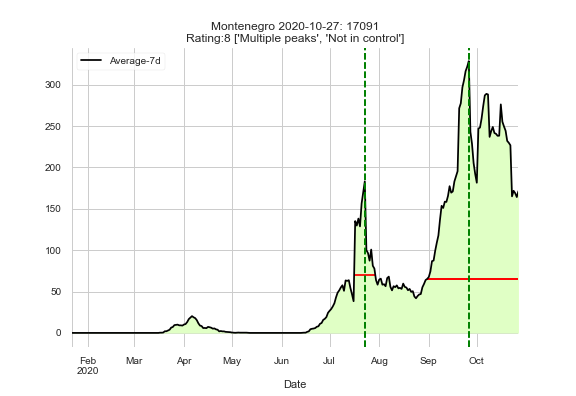 Montenegro 2020-10-27: 17091
Rating:8 ['Multiple peaks', 'Not in control']
Average-7d
300
250
200
150
100
50
0
Feb Mar Apr May Jun Jul Aug Sep Oct
2020
Date